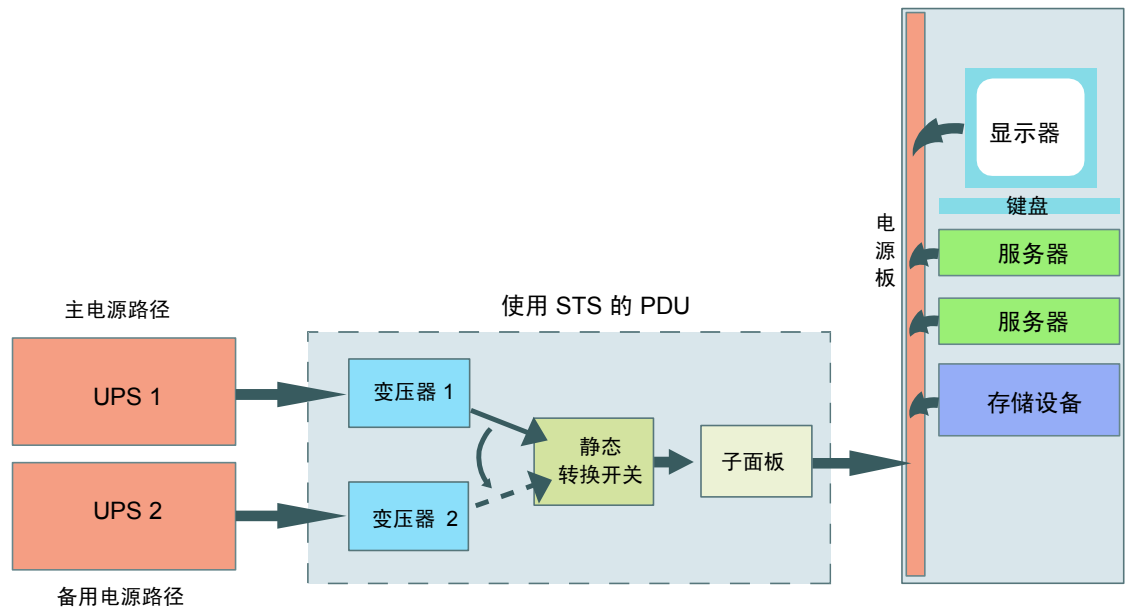 主电源路径
UPS 1
UPS 2
备用电源路径
使用 STS 的 PDU
变压器 1
变压器 2
静态
转换开关
子面板
电
源
板
显示器
键盘
服务器
服务器
存储设备